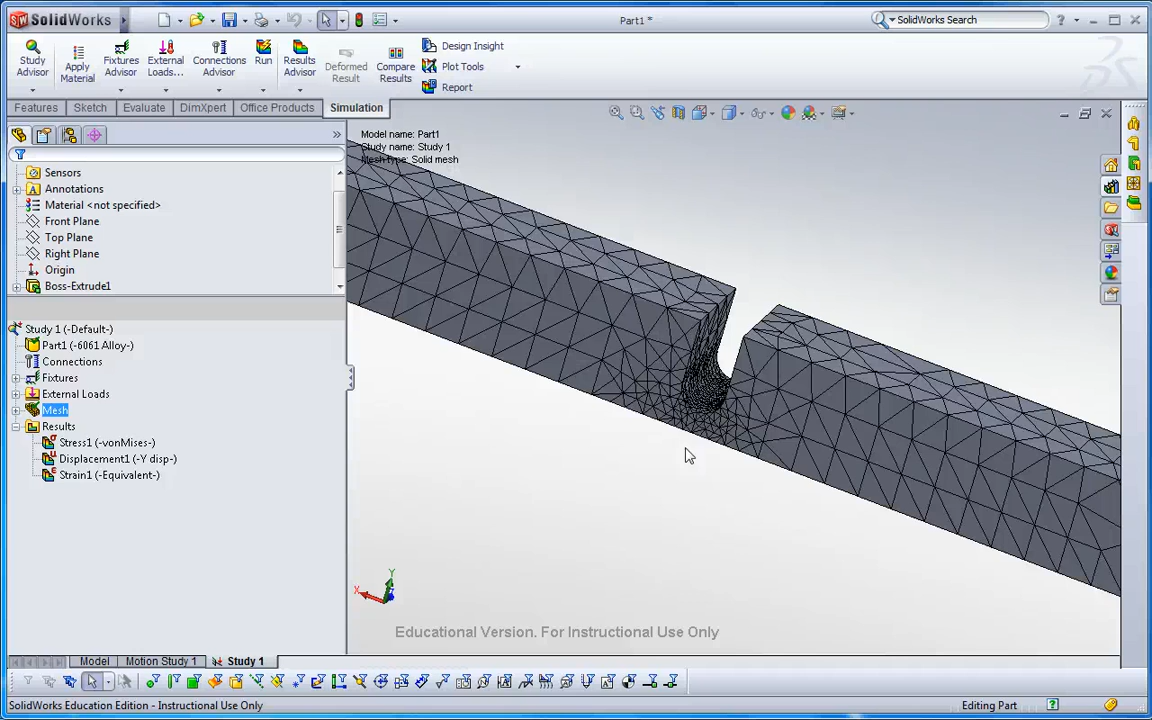 SolidWorks
Part1 *
SolidWorks Search
Study Advisor
Apply Material
Fixtures Advisor
External Loads...
Connections Advisor
Run
Results Advisor
Deformed Result
Compare Results
Design Insight
Plot Tools
Report
Features
Sketch
Evaluate
DimXpert
Office Products
Simulation
Model name: Part1
Study name: Study 1
Mesh type: Solid mesh
Sensors
Annotations
Material <not specified>
Front Plane
Top Plane
Right Plane
Origin
Boss-Extrude1
Study 1 (-Default-)
Part1 (-6061 Alloy-)
Connections
Fixtures
External Loads
Mesh
Results
Stress1 (-vonMises-)
Displacement1 (-Y disp-)
Strain1 (-Equivalent-)
Y
X
Educational Version. For Instructional Use Only
Model
Motion Study 1
Study 1
SolidWorks Education Edition - Instructional Use Only
Editing Part